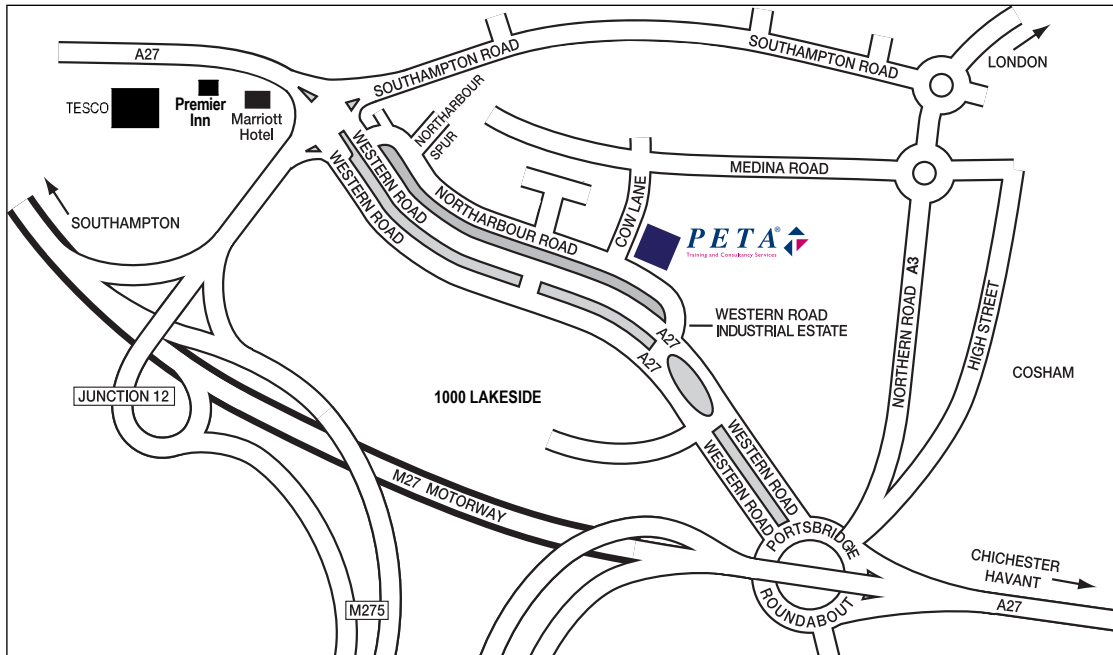 A27
SOUTHAMPTON ROAD
SOUTHAMPTON ROAD
LONDON
TESCO
Premier
Inn
Marriott
Hotel
NORTHARBOUR
SPUR
WESTERN ROAD
WESTERN ROAD
MEDINA ROAD
SOUTHAMPTON
NORTHARBOUR ROAD
COW LANE
PETA®
Training and Consultancy Services
NORTHERN ROAD A3
HIGH STREET
WESTERN ROAD
INDUSTRIAL ESTATE
A27
A27
COSHAM
JUNCTION 12
1000 LAKESIDE
WESTERN ROAD
WESTERN ROAD
M27 MOTORWAY
PORTSBRIDGE
ROUNDABOUT
CHICHESTER
HAVANT
A27
M275